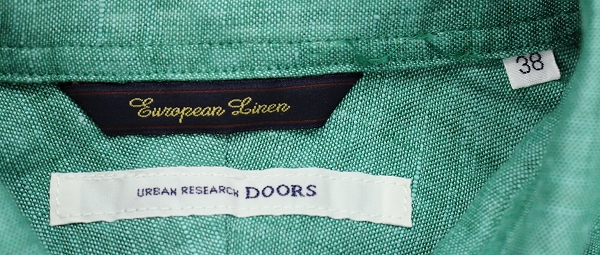 38
European Linen
URBAN RESEARCH DOORS